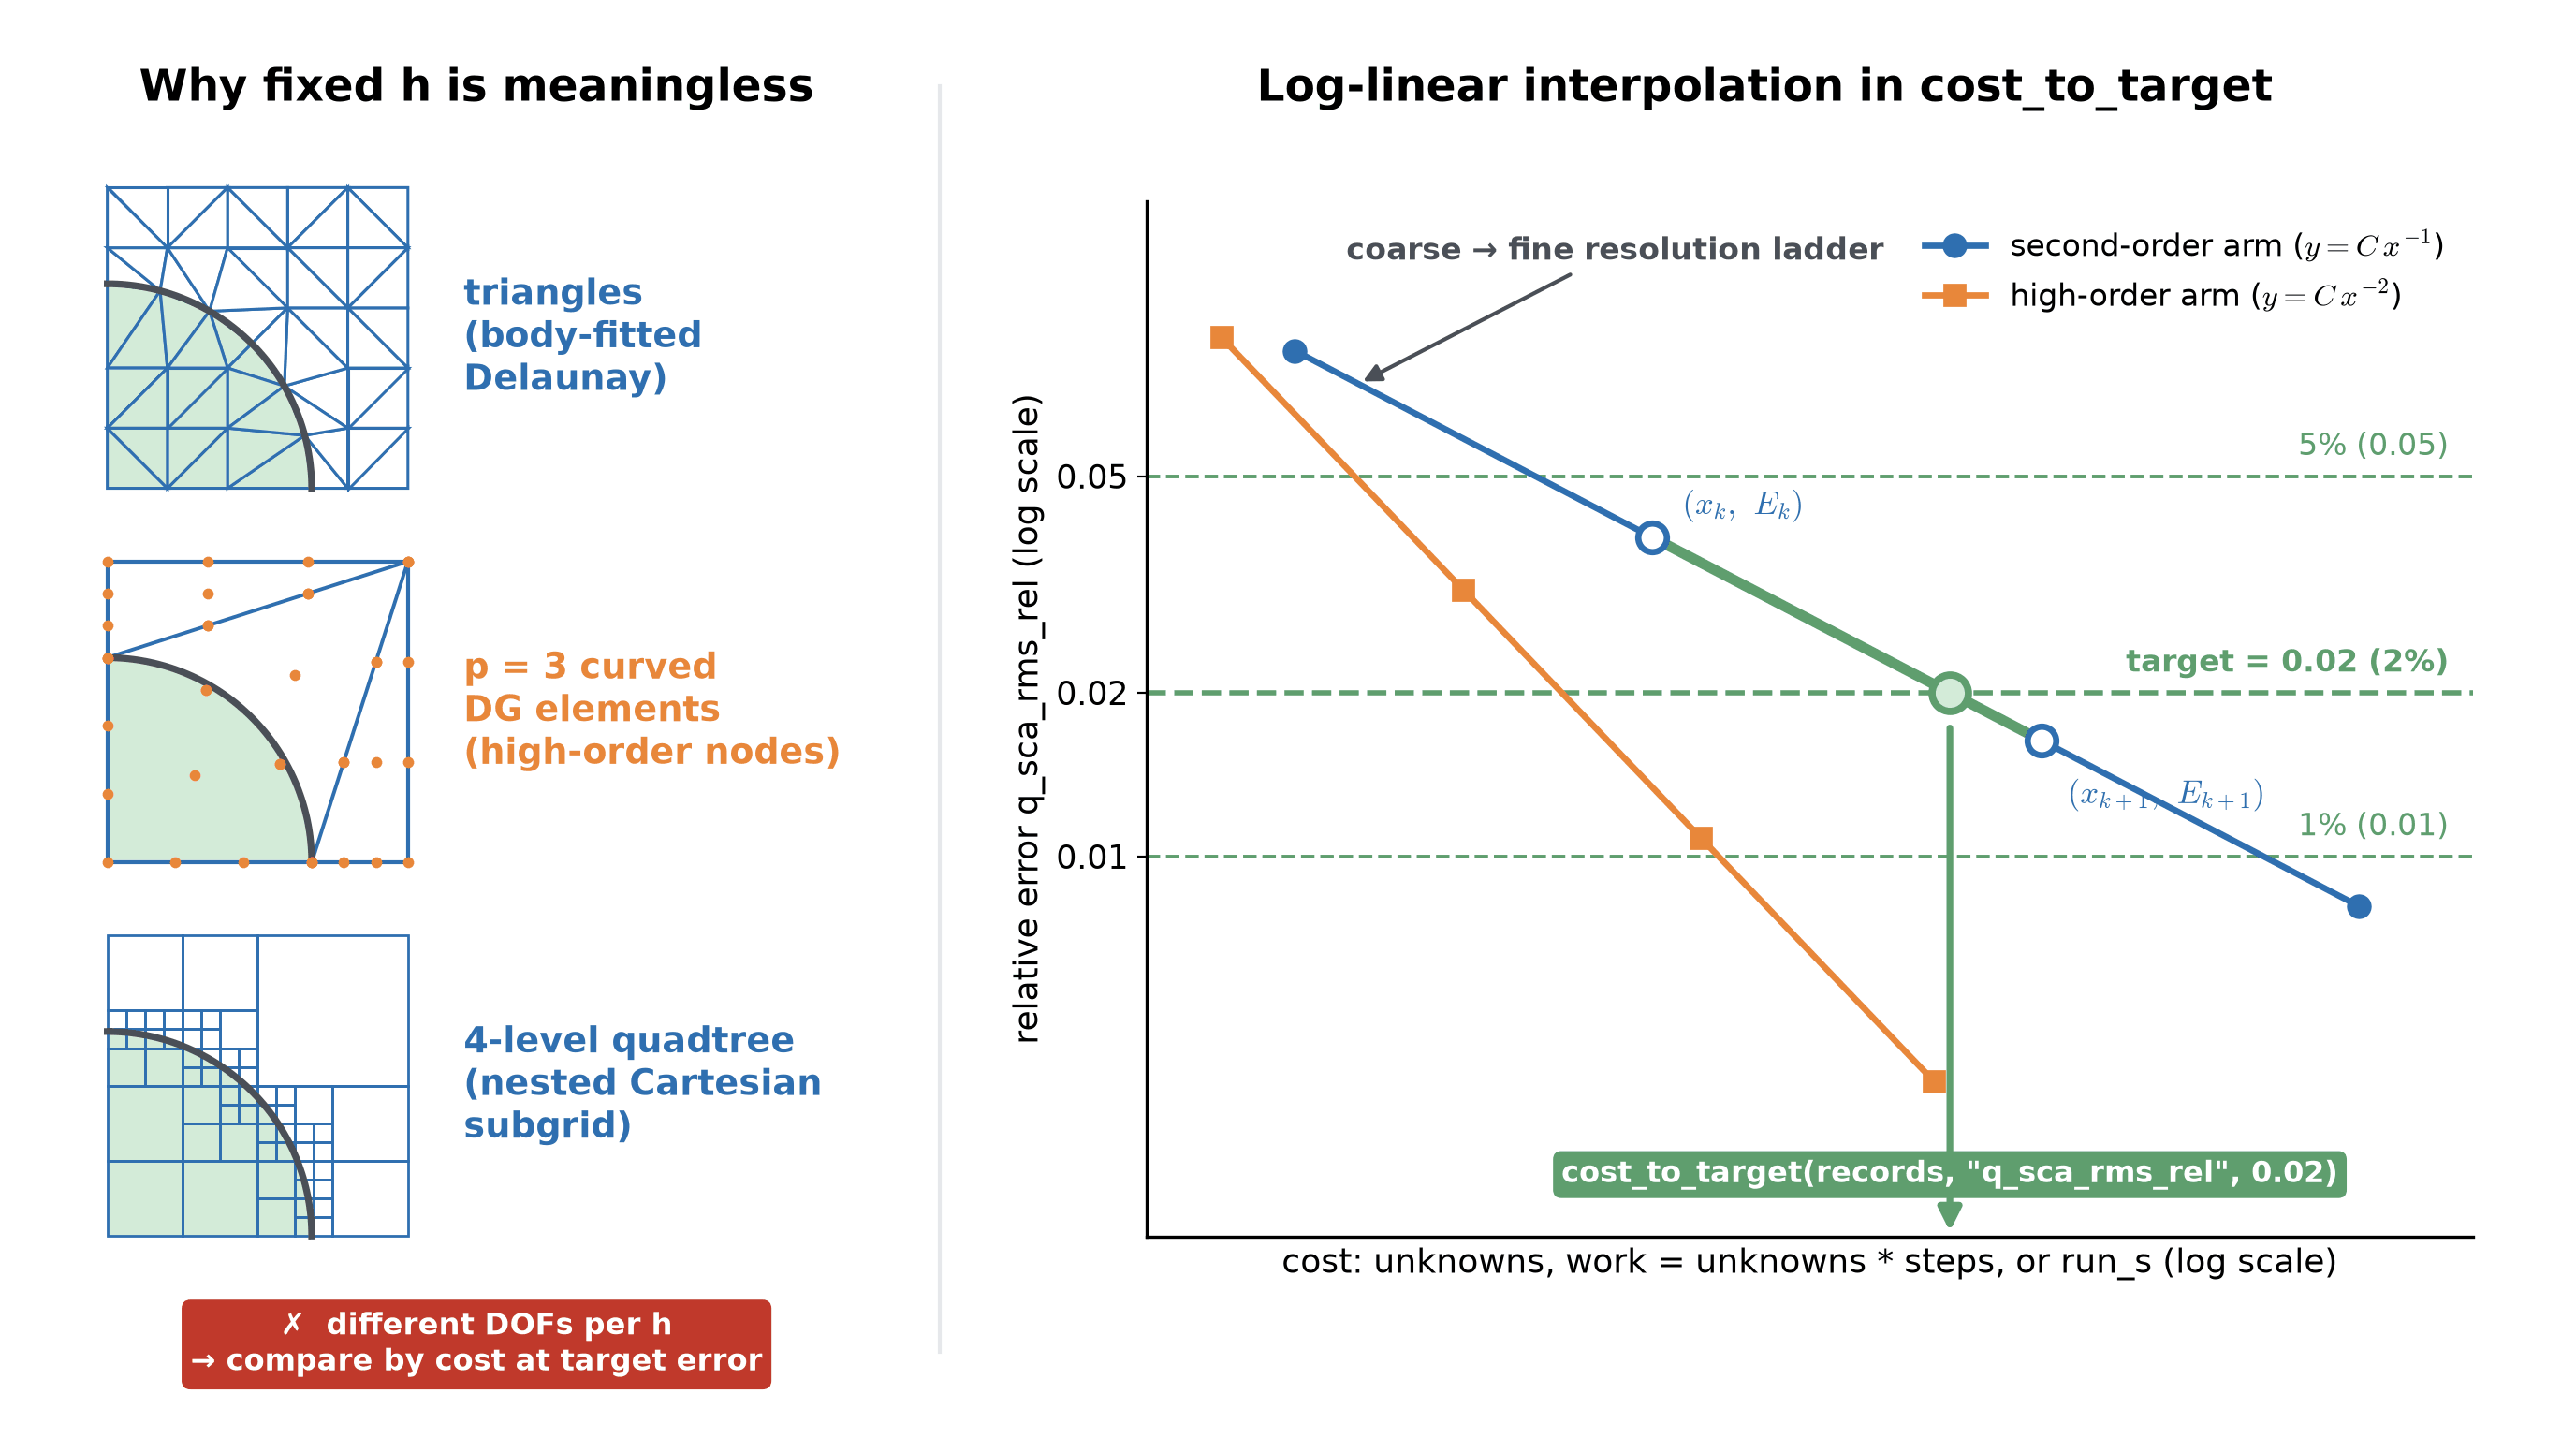 Why fixed h is meaningless
triangles
(body-fitted
Delaunay)
p = 3 curved
DG elements
(high-order nodes)
4-level quadtree
(nested Cartesian
subgrid)
✗ different DOFs per h
→ compare by cost at target error
Log-linear interpolation in cost_to_target
coarse → fine resolution ladder
second-order arm (y = C x⁻¹)
high-order arm (y = C x⁻²)
relative error q_sca_rms_rel (log scale)
0.05
0.02
0.01
5% (0.05)
(xₖ, Eₖ)
target = 0.02 (2%)
(xₖ₊₁, Eₖ₊₁)
1% (0.01)
cost_to_target(records, "q_sca_rms_rel", 0.02)
cost: unknowns, work = unknowns * steps, or run_s (log scale)